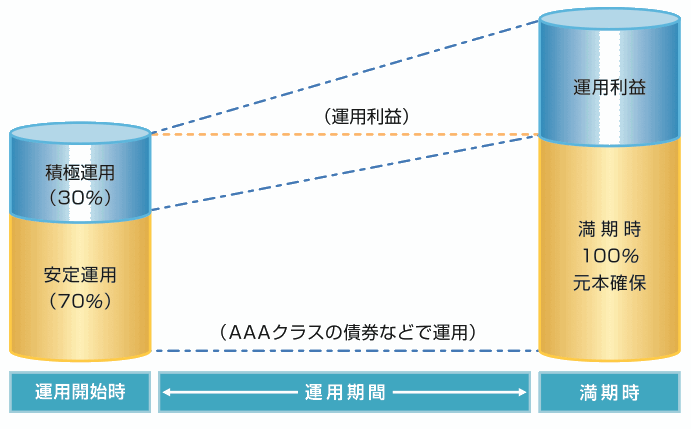 運用利益
(運用利益)
積極運用
(30%)
満期時
100%
元本確保
安定運用
(70%)
(AAAクラスの債券などで運用)
運用開始時
運用期間
満期時